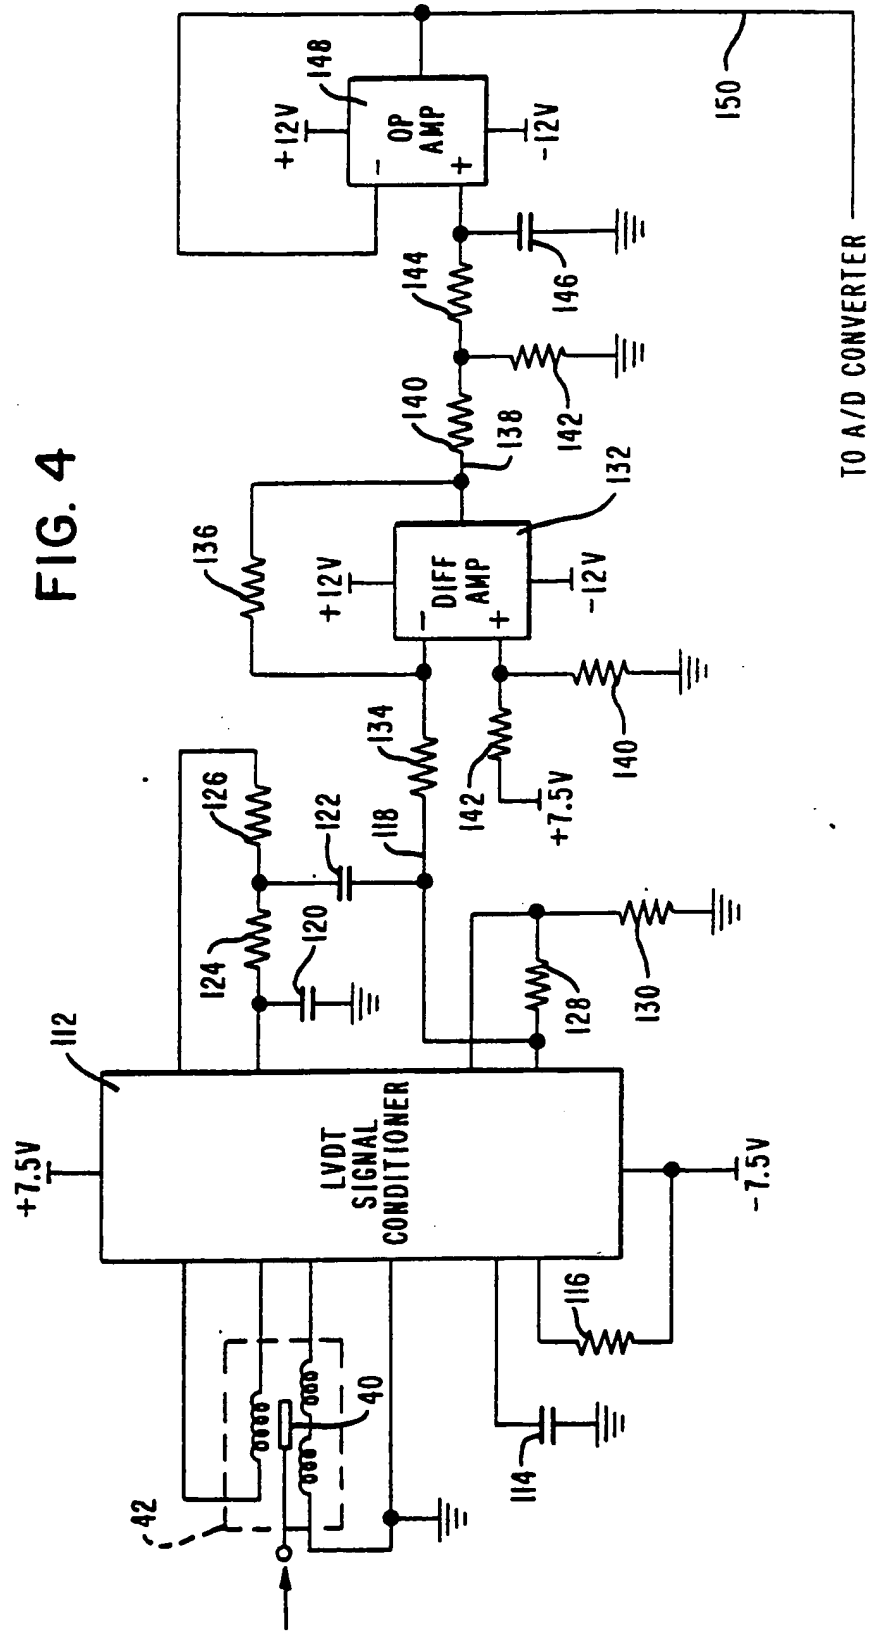 FIG. 4
+7.5V
112
LVDT
SIGNAL
CONDITIONER
-7.5V
42
40
114
116
124
126
120
122
118
128
130
134
136
+12V
DIFF
AMP
-
+
-12V
132
142
+7.5V
140
138
140
142
144
146
+12V
148
OP
AMP
-
+
-12V
150
TO A/D CONVERTER